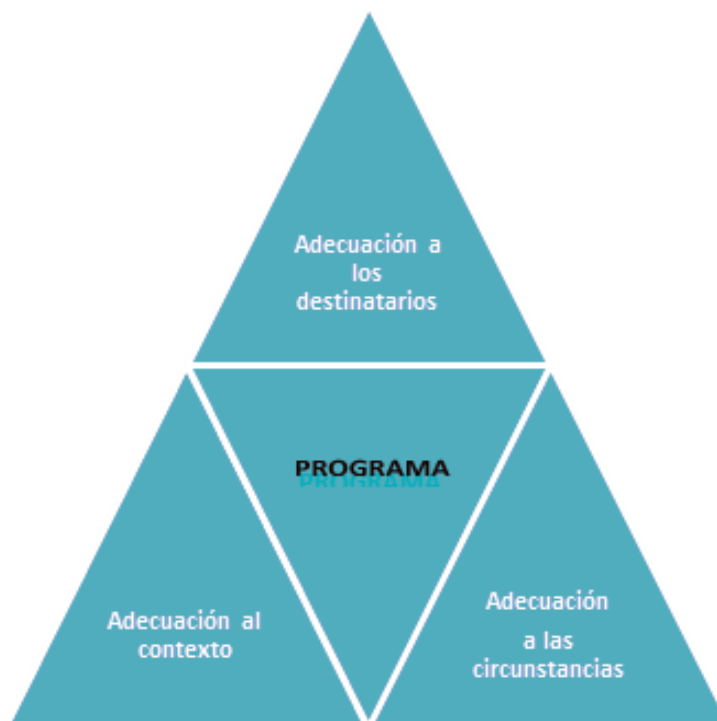 Adecuación a
los
destinatarios
PROGRAMA
Adecuación al
contexto
Adecuación
a las
circunstancias